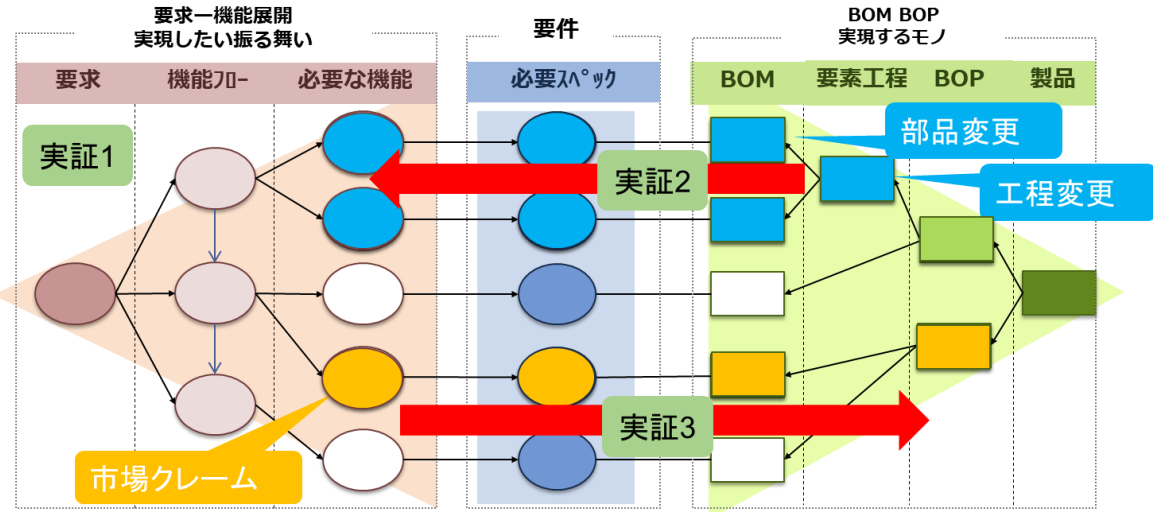 要求ー機能展開
実現したい振る舞い
要件
BOM BOP
実現するモノ
要求
機能フロー
必要な機能
必要スペック
BOM
要素工程
BOP
製品
実証1
部品変更
実証2
工程変更
実証3
市場クレーム